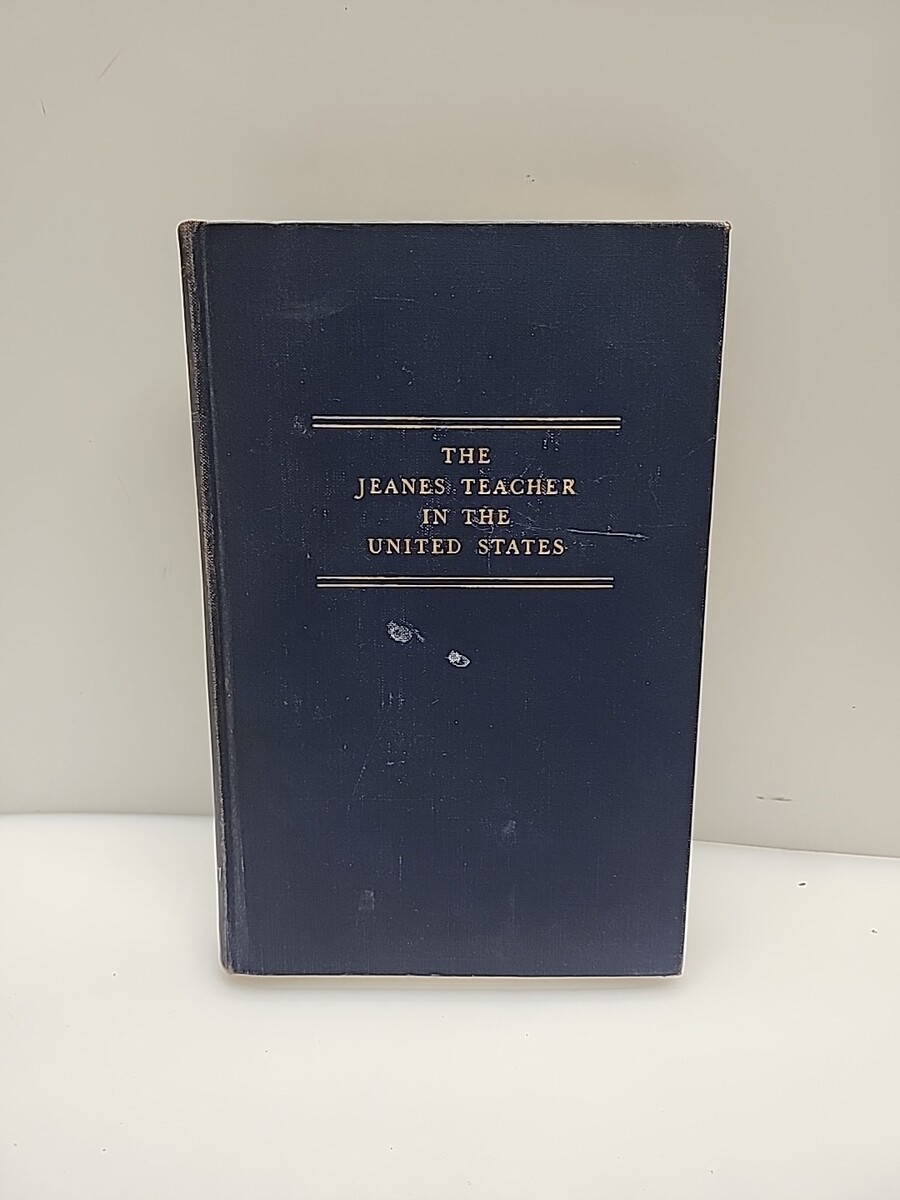 THE
JEANES TEACHER
IN THE
UNITED STATES